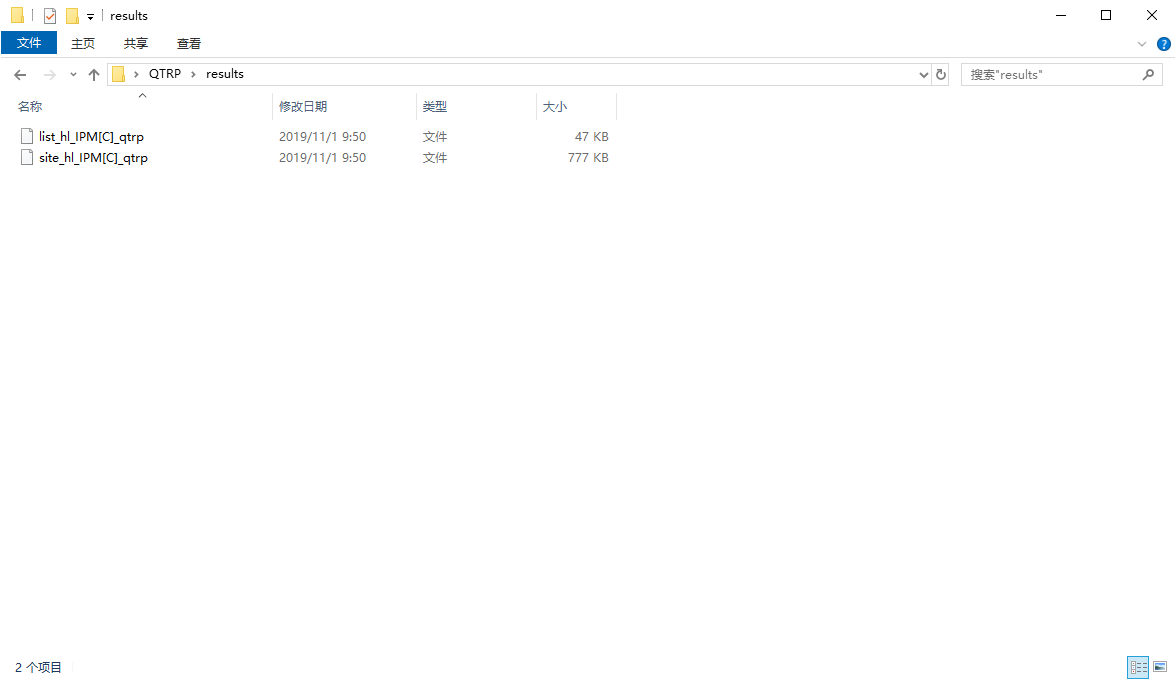 results
文件 主页 共享 查看
QTRP results 搜索"results"
名称 修改日期 类型 大小
list_hl_IPM[C]_qtrp 2019/11/1 9:50 文件 47 KB
site_hl_IPM[C]_qtrp 2019/11/1 9:50 文件 777 KB
2 个项目